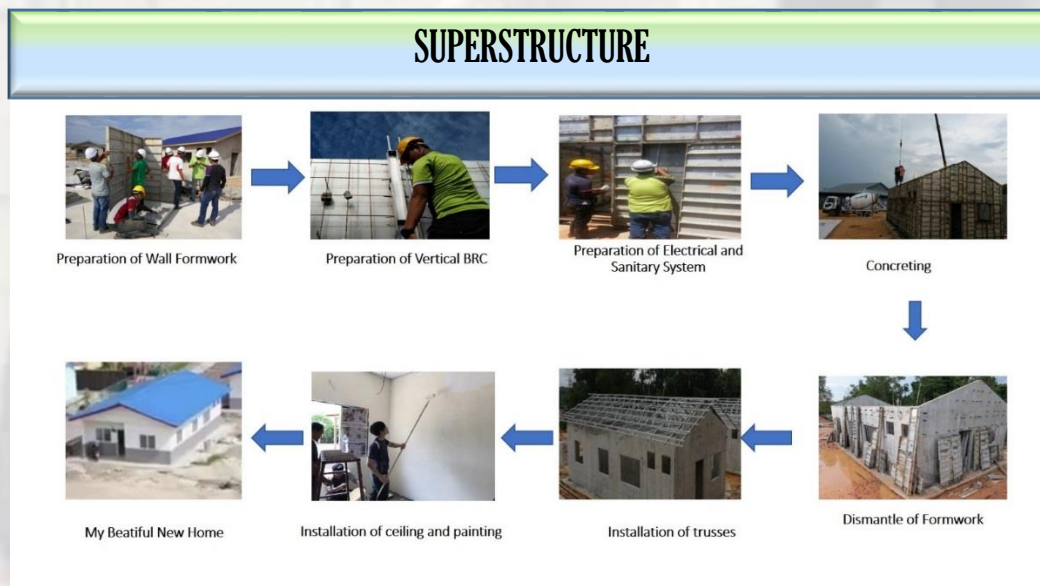 SUPERSTRUCTURE
Preparation of Wall Formwork
Preparation of Vertical BRC
Preparation of Electrical and
Sanitary System
Concreting
Dismantle of Formwork
Installation of trusses
Installation of ceiling and painting
My Beatiful New Home